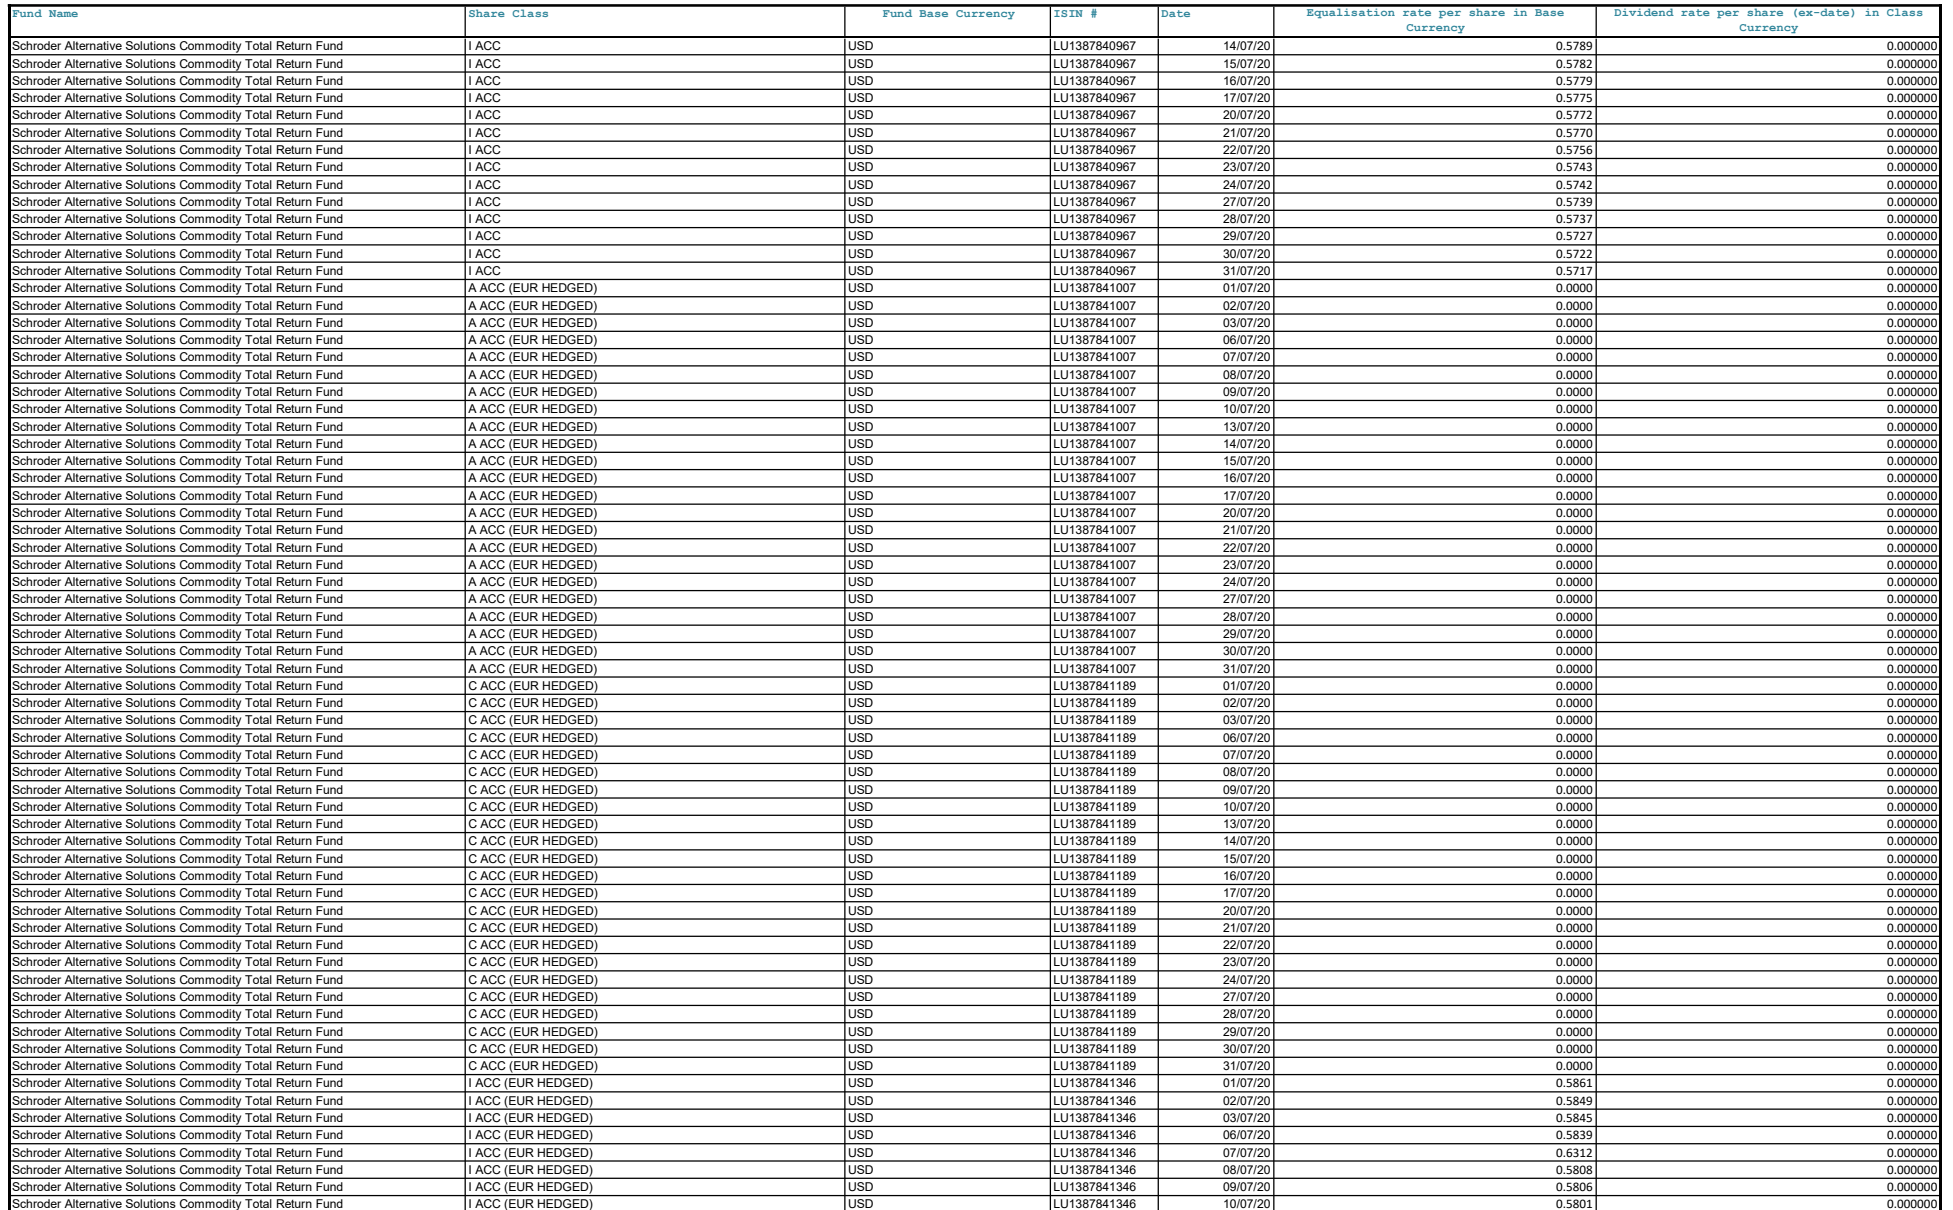 Fund Name Share Class Fund Base Currency ISIN # Date Equalisation rate per share in Base Currency Dividend rate per share (ex-date) in Class Currency
Schroder Alternative Solutions Commodity Total Return Fund I ACC USD LU1387840967 14/07/20 0.5789 0.000000
Schroder Alternative Solutions Commodity Total Return Fund I ACC USD LU1387840967 15/07/20 0.5782 0.000000
Schroder Alternative Solutions Commodity Total Return Fund I ACC USD LU1387840967 16/07/20 0.5779 0.000000
Schroder Alternative Solutions Commodity Total Return Fund I ACC USD LU1387840967 17/07/20 0.5775 0.000000
Schroder Alternative Solutions Commodity Total Return Fund I ACC USD LU1387840967 20/07/20 0.5772 0.000000
Schroder Alternative Solutions Commodity Total Return Fund I ACC USD LU1387840967 21/07/20 0.5770 0.000000
Schroder Alternative Solutions Commodity Total Return Fund I ACC USD LU1387840967 22/07/20 0.5756 0.000000
Schroder Alternative Solutions Commodity Total Return Fund I ACC USD LU1387840967 23/07/20 0.5743 0.000000
Schroder Alternative Solutions Commodity Total Return Fund I ACC USD LU1387840967 24/07/20 0.5742 0.000000
Schroder Alternative Solutions Commodity Total Return Fund I ACC USD LU1387840967 27/07/20 0.5739 0.000000
Schroder Alternative Solutions Commodity Total Return Fund I ACC USD LU1387840967 28/07/20 0.5737 0.000000
Schroder Alternative Solutions Commodity Total Return Fund I ACC USD LU1387840967 29/07/20 0.5727 0.000000
Schroder Alternative Solutions Commodity Total Return Fund I ACC USD LU1387840967 30/07/20 0.5722 0.000000
Schroder Alternative Solutions Commodity Total Return Fund I ACC USD LU1387840967 31/07/20 0.5717 0.000000
Schroder Alternative Solutions Commodity Total Return Fund A ACC (EUR HEDGED) USD LU1387841007 01/07/20 0.0000 0.000000
Schroder Alternative Solutions Commodity Total Return Fund A ACC (EUR HEDGED) USD LU1387841007 02/07/20 0.0000 0.000000
Schroder Alternative Solutions Commodity Total Return Fund A ACC (EUR HEDGED) USD LU1387841007 03/07/20 0.0000 0.000000
Schroder Alternative Solutions Commodity Total Return Fund A ACC (EUR HEDGED) USD LU1387841007 06/07/20 0.0000 0.000000
Schroder Alternative Solutions Commodity Total Return Fund A ACC (EUR HEDGED) USD LU1387841007 07/07/20 0.0000 0.000000
Schroder Alternative Solutions Commodity Total Return Fund A ACC (EUR HEDGED) USD LU1387841007 08/07/20 0.0000 0.000000
Schroder Alternative Solutions Commodity Total Return Fund A ACC (EUR HEDGED) USD LU1387841007 09/07/20 0.0000 0.000000
Schroder Alternative Solutions Commodity Total Return Fund A ACC (EUR HEDGED) USD LU1387841007 10/07/20 0.0000 0.000000
Schroder Alternative Solutions Commodity Total Return Fund A ACC (EUR HEDGED) USD LU1387841007 13/07/20 0.0000 0.000000
Schroder Alternative Solutions Commodity Total Return Fund A ACC (EUR HEDGED) USD LU1387841007 14/07/20 0.0000 0.000000
Schroder Alternative Solutions Commodity Total Return Fund A ACC (EUR HEDGED) USD LU1387841007 15/07/20 0.0000 0.000000
Schroder Alternative Solutions Commodity Total Return Fund A ACC (EUR HEDGED) USD LU1387841007 16/07/20 0.0000 0.000000
Schroder Alternative Solutions Commodity Total Return Fund A ACC (EUR HEDGED) USD LU1387841007 17/07/20 0.0000 0.000000
Schroder Alternative Solutions Commodity Total Return Fund A ACC (EUR HEDGED) USD LU1387841007 20/07/20 0.0000 0.000000
Schroder Alternative Solutions Commodity Total Return Fund A ACC (EUR HEDGED) USD LU1387841007 21/07/20 0.0000 0.000000
Schroder Alternative Solutions Commodity Total Return Fund A ACC (EUR HEDGED) USD LU1387841007 22/07/20 0.0000 0.000000
Schroder Alternative Solutions Commodity Total Return Fund A ACC (EUR HEDGED) USD LU1387841007 23/07/20 0.0000 0.000000
Schroder Alternative Solutions Commodity Total Return Fund A ACC (EUR HEDGED) USD LU1387841007 24/07/20 0.0000 0.000000
Schroder Alternative Solutions Commodity Total Return Fund A ACC (EUR HEDGED) USD LU1387841007 27/07/20 0.0000 0.000000
Schroder Alternative Solutions Commodity Total Return Fund A ACC (EUR HEDGED) USD LU1387841007 28/07/20 0.0000 0.000000
Schroder Alternative Solutions Commodity Total Return Fund A ACC (EUR HEDGED) USD LU1387841007 29/07/20 0.0000 0.000000
Schroder Alternative Solutions Commodity Total Return Fund A ACC (EUR HEDGED) USD LU1387841007 30/07/20 0.0000 0.000000
Schroder Alternative Solutions Commodity Total Return Fund A ACC (EUR HEDGED) USD LU1387841007 31/07/20 0.0000 0.000000
Schroder Alternative Solutions Commodity Total Return Fund C ACC (EUR HEDGED) USD LU1387841189 01/07/20 0.0000 0.000000
Schroder Alternative Solutions Commodity Total Return Fund C ACC (EUR HEDGED) USD LU1387841189 02/07/20 0.0000 0.000000
Schroder Alternative Solutions Commodity Total Return Fund C ACC (EUR HEDGED) USD LU1387841189 03/07/20 0.0000 0.000000
Schroder Alternative Solutions Commodity Total Return Fund C ACC (EUR HEDGED) USD LU1387841189 06/07/20 0.0000 0.000000
Schroder Alternative Solutions Commodity Total Return Fund C ACC (EUR HEDGED) USD LU1387841189 07/07/20 0.0000 0.000000
Schroder Alternative Solutions Commodity Total Return Fund C ACC (EUR HEDGED) USD LU1387841189 08/07/20 0.0000 0.000000
Schroder Alternative Solutions Commodity Total Return Fund C ACC (EUR HEDGED) USD LU1387841189 09/07/20 0.0000 0.000000
Schroder Alternative Solutions Commodity Total Return Fund C ACC (EUR HEDGED) USD LU1387841189 10/07/20 0.0000 0.000000
Schroder Alternative Solutions Commodity Total Return Fund C ACC (EUR HEDGED) USD LU1387841189 13/07/20 0.0000 0.000000
Schroder Alternative Solutions Commodity Total Return Fund C ACC (EUR HEDGED) USD LU1387841189 14/07/20 0.0000 0.000000
Schroder Alternative Solutions Commodity Total Return Fund C ACC (EUR HEDGED) USD LU1387841189 15/07/20 0.0000 0.000000
Schroder Alternative Solutions Commodity Total Return Fund C ACC (EUR HEDGED) USD LU1387841189 16/07/20 0.0000 0.000000
Schroder Alternative Solutions Commodity Total Return Fund C ACC (EUR HEDGED) USD LU1387841189 17/07/20 0.0000 0.000000
Schroder Alternative Solutions Commodity Total Return Fund C ACC (EUR HEDGED) USD LU1387841189 20/07/20 0.0000 0.000000
Schroder Alternative Solutions Commodity Total Return Fund C ACC (EUR HEDGED) USD LU1387841189 21/07/20 0.0000 0.000000
Schroder Alternative Solutions Commodity Total Return Fund C ACC (EUR HEDGED) USD LU1387841189 22/07/20 0.0000 0.000000
Schroder Alternative Solutions Commodity Total Return Fund C ACC (EUR HEDGED) USD LU1387841189 23/07/20 0.0000 0.000000
Schroder Alternative Solutions Commodity Total Return Fund C ACC (EUR HEDGED) USD LU1387841189 24/07/20 0.0000 0.000000
Schroder Alternative Solutions Commodity Total Return Fund C ACC (EUR HEDGED) USD LU1387841189 27/07/20 0.0000 0.000000
Schroder Alternative Solutions Commodity Total Return Fund C ACC (EUR HEDGED) USD LU1387841189 28/07/20 0.0000 0.000000
Schroder Alternative Solutions Commodity Total Return Fund C ACC (EUR HEDGED) USD LU1387841189 29/07/20 0.0000 0.000000
Schroder Alternative Solutions Commodity Total Return Fund C ACC (EUR HEDGED) USD LU1387841189 30/07/20 0.0000 0.000000
Schroder Alternative Solutions Commodity Total Return Fund C ACC (EUR HEDGED) USD LU1387841189 31/07/20 0.0000 0.000000
Schroder Alternative Solutions Commodity Total Return Fund I ACC (EUR HEDGED) USD LU1387841346 01/07/20 0.5861 0.000000
Schroder Alternative Solutions Commodity Total Return Fund I ACC (EUR HEDGED) USD LU1387841346 02/07/20 0.5849 0.000000
Schroder Alternative Solutions Commodity Total Return Fund I ACC (EUR HEDGED) USD LU1387841346 03/07/20 0.5845 0.000000
Schroder Alternative Solutions Commodity Total Return Fund I ACC (EUR HEDGED) USD LU1387841346 06/07/20 0.5839 0.000000
Schroder Alternative Solutions Commodity Total Return Fund I ACC (EUR HEDGED) USD LU1387841346 07/07/20 0.6312 0.000000
Schroder Alternative Solutions Commodity Total Return Fund I ACC (EUR HEDGED) USD LU1387841346 08/07/20 0.5808 0.000000
Schroder Alternative Solutions Commodity Total Return Fund I ACC (EUR HEDGED) USD LU1387841346 09/07/20 0.5806 0.000000
Schroder Alternative Solutions Commodity Total Return Fund I ACC (EUR HEDGED) USD LU1387841346 10/07/20 0.5801 0.000000